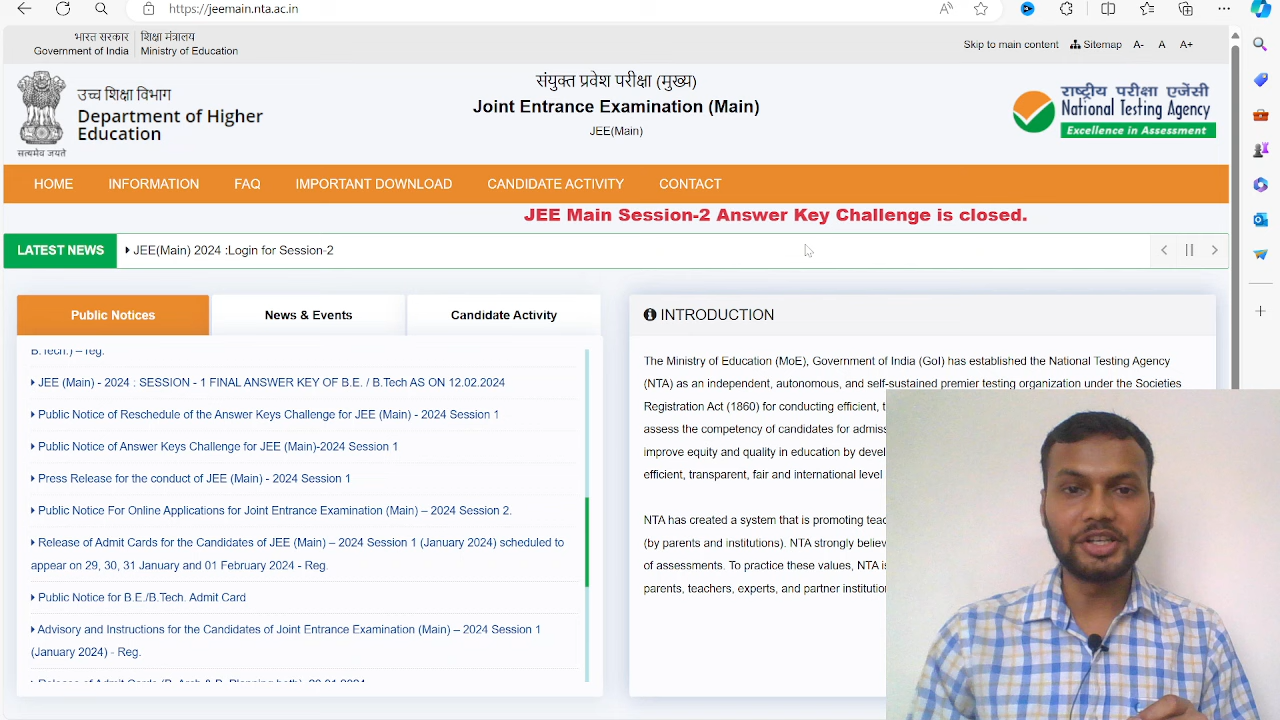 https://jeemain.nta.ac.in
भारत सरकार
Government of India
शिक्षा मंत्रालय
Ministry of Education
Skip to main content
Sitemap
A-
A
A+
सत्यमेव जयते
उच्च शिक्षा विभाग
Department of Higher
Education
संयुक्त प्रवेश परीक्षा (मुख्य)
Joint Entrance Examination (Main)
JEE(Main)
राष्ट्रीय परीक्षा एजेंसी
National Testing Agency
Excellence in Assessment
HOME
INFORMATION
FAQ
IMPORTANT DOWNLOAD
CANDIDATE ACTIVITY
CONTACT
JEE Main Session-2 Answer Key Challenge is closed.
LATEST NEWS
JEE(Main) 2024 :Login for Session-2
Public Notices
News & Events
Candidate Activity
B.Tech.) – reg.
JEE (Main) - 2024 : SESSION - 1 FINAL ANSWER KEY OF B.E. / B.Tech AS ON 12.02.2024
Public Notice of Reschedule of the Answer Keys Challenge for JEE (Main) - 2024 Session 1
Public Notice of Answer Keys Challenge for JEE (Main)-2024 Session 1
Press Release for the conduct of JEE (Main) - 2024 Session 1
Public Notice For Online Applications for Joint Entrance Examination (Main) – 2024 Session 2.
Release of Admit Cards for the Candidates of JEE (Main) – 2024 Session 1 (January 2024) scheduled to
appear on 29, 30, 31 January and 01 February 2024 - Reg.
Public Notice for B.E./B.Tech. Admit Card
Advisory and Instructions for the Candidates of Joint Entrance Examination (Main) – 2024 Session 1
(January 2024) - Reg.
INTRODUCTION
The Ministry of Education (MoE), Government of India (GoI) has established the National Testing Agency
(NTA) as an independent, autonomous, and self-sustained premier testing organization under the Societies
Registration Act (1860) for conducting efficient,
assess the competency of candidates for
improve equity and quality in education by
efficient, transparent, fair and international level
NTA has created a system that is promoting
(by parents and institutions). NTA strongly
of assessments. To practice these values, NTA
parents, teachers, experts, and partner